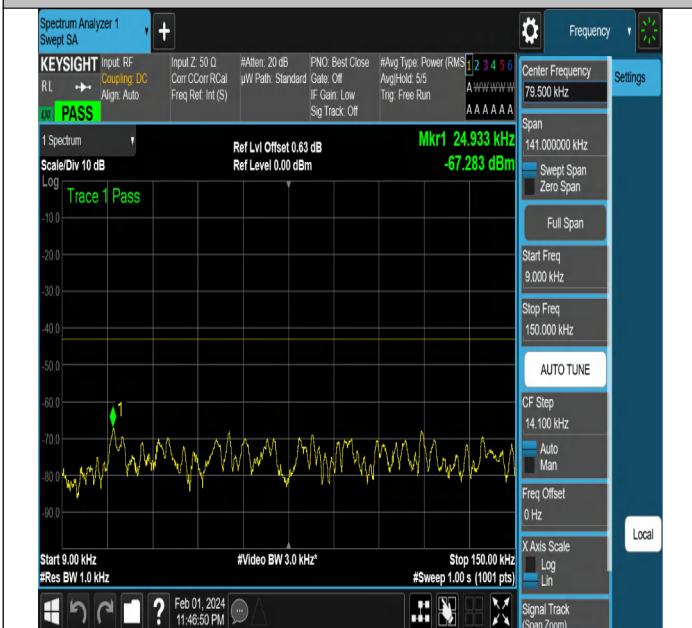 Spectrum Analyzer 1
Swept SA
Frequency
KEYSIGHT
RL
LXI
PASS
Input: RF
Coupling: DC
Align: Auto
Input Z: 50 Ω
Corr CCorr RCal
Freq Ref: Int (S)
#Atten: 20 dB
µW Path: Standard
PNO: Best Close
Gate: Off
IF Gain: Low
Sig Track: Off
#Avg Type: Power (RMS
Avg|Hold: 5/5
Trig: Free Run
1 2 3 4 5 6
A W W W W W
A A A A A A
1 Spectrum
Scale/Div 10 dB
Log
Ref Lvl Offset 0.63 dB
Ref Level 0.00 dBm
Mkr1 24.933 kHz
-67.283 dBm
Trace 1 Pass
-10.0
-20.0
-30.0
-40.0
-50.0
-60.0
-70.0
-80.0
-90.0
1
Start 9.00 kHz
#Res BW 1.0 kHz
#Video BW 3.0 kHz*
Stop 150.00 kHz
#Sweep 1.00 s (1001 pts)
?
Feb 01, 2024
11:46:50 PM
Center Frequency
79.500 kHz
Settings
Span
141.000000 kHz
Swept Span
Zero Span
Full Span
Start Freq
9.000 kHz
Stop Freq
150.000 kHz
AUTO TUNE
CF Step
14.100 kHz
Auto
Man
Freq Offset
0 Hz
X Axis Scale
Log
Lin
Local
Signal Track
(Span Zoom)